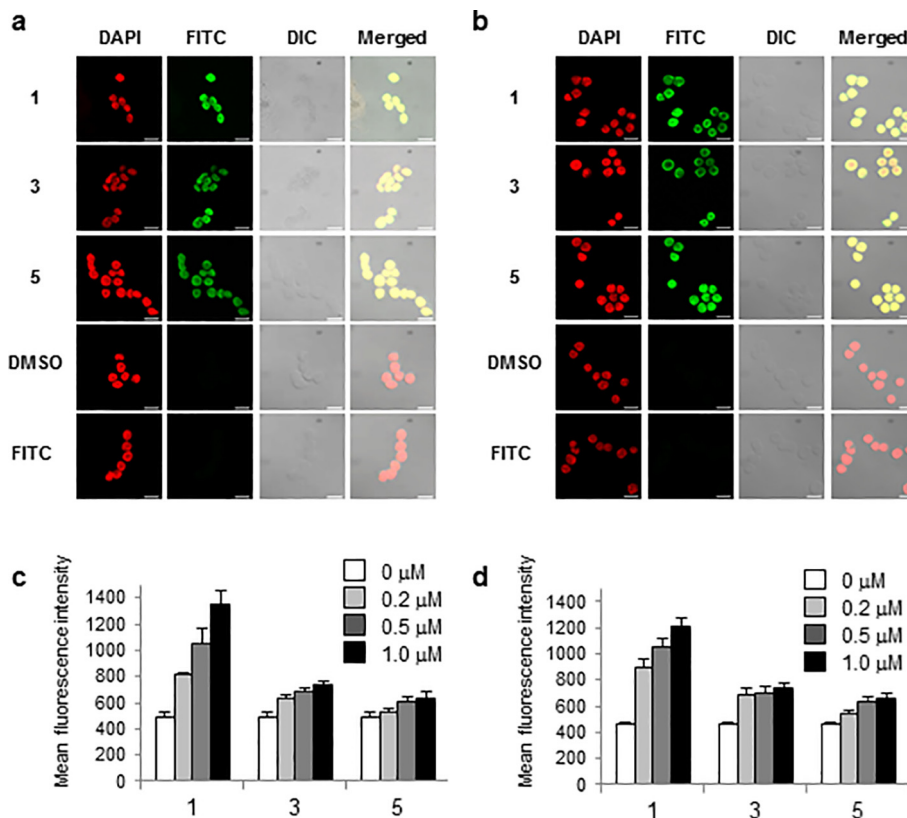 a
DAPI FITC DIC Merged
1
3
5
DMSO
FITC
b
DAPI FITC DIC Merged
1
3
5
DMSO
FITC
c
Mean fluorescence intensity
1400
1200
1000
800
600
400
200
0
1 3 5
0 μM
0.2 μM
0.5 μM
1.0 μM
d
Mean fluorescence intensity
1400
1200
1000
800
600
400
200
0
1 3 5
0 μM
0.2 μM
0.5 μM
1.0 μM